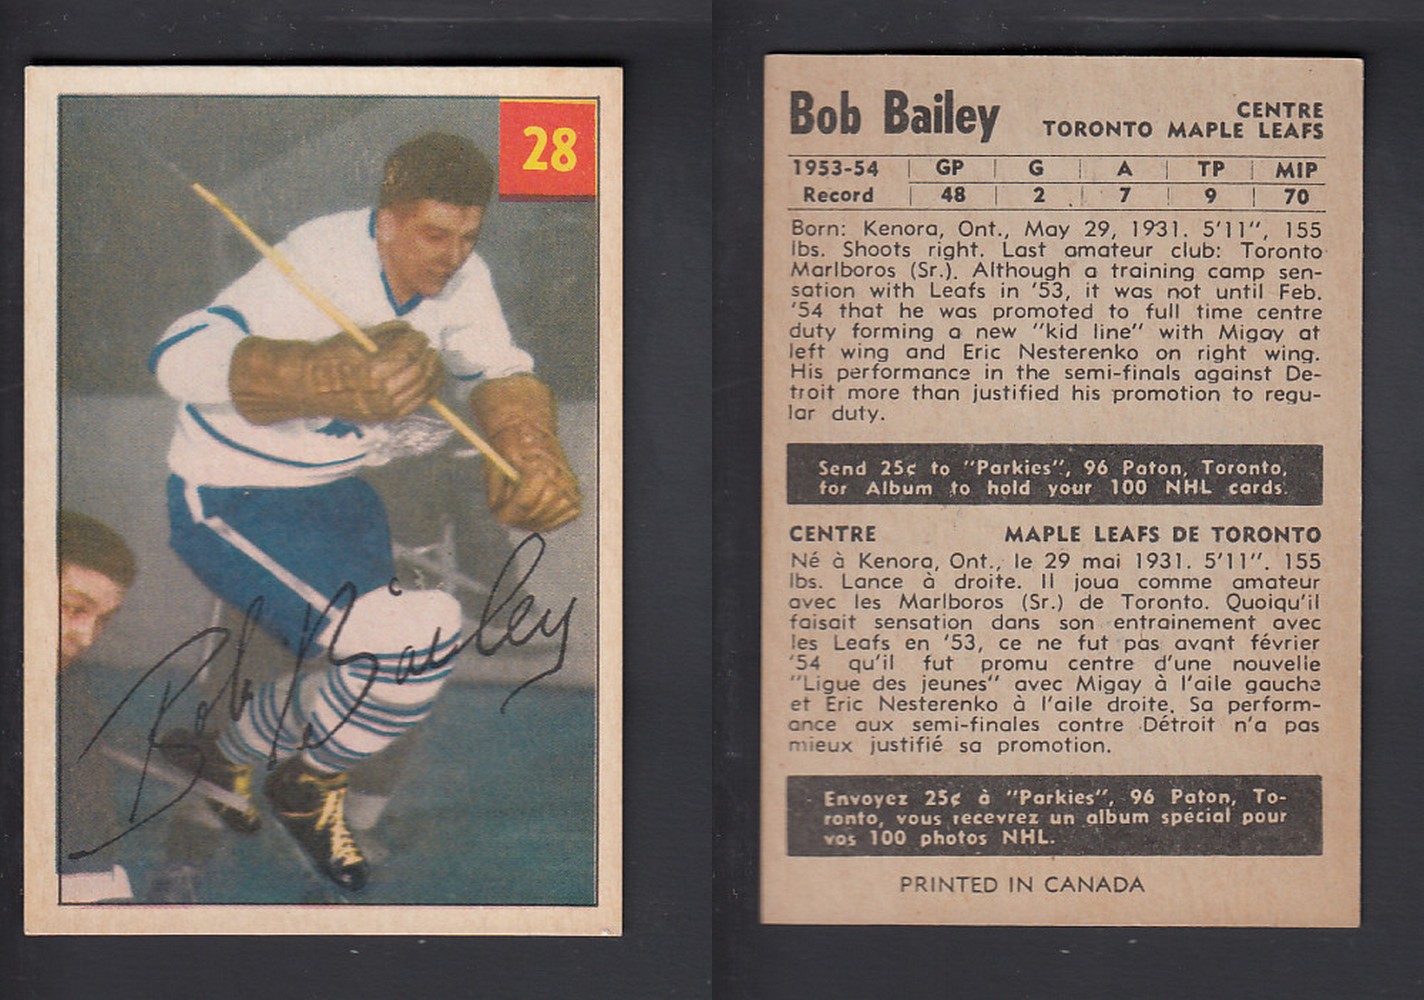 28
Bob Bailey
Bob Bailey
CENTRE
TORONTO MAPLE LEAFS
1953-54 | GP | G | A | TP | MIP
Record | 48 | 2 | 7 | 9 | 70
Born: Kenora, Ont., May 29, 1931. 5'11", 155
lbs. Shoots right. Last amateur club: Toronto
Marlboros (Sr.). Although a training camp sen-
sation with Leafs in '53, it was not until Feb.
'54 that he was promoted to full time centre
duty forming a new "kid line" with Migay at
left wing and Eric Nesterenko on right wing.
His performance in the semi-finals against De-
troit more than justified his promotion to regu-
lar duty.
Send 25¢ to "Parkies", 96 Paton, Toronto,
for Album to hold your 100 NHL cards.
CENTRE MAPLE LEAFS DE TORONTO
Né à Kenora, Ont., le 29 mai 1931. 5'11". 155
lbs. Lance à droite. Il joua comme amateur
avec les Marlboros (Sr.) de Toronto. Quoiqu'il
faisait sensation dans son entrainement avec
les Leafs en '53, ce ne fut pas avant février
'54 qu'il fut promu centre d'une nouvelle
"Ligue des jeunes" avec Migay à l'aile gauche
et Eric Nesterenko à l'aile droite. Sa perform-
ance aux semi-finales contre Détroit n'a pas
mieux justifié sa promotion.
Envoyez 25¢ à "Parkies", 96 Paton, To-
ronto, vous recevrez un album spécial pour
vos 100 photos NHL.
PRINTED IN CANADA